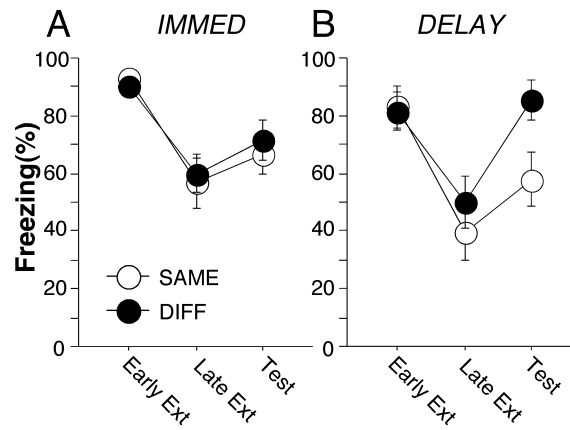 A IMMED
B DELAY
Freezing(%)
100
80
60
40
20
0
SAME
DIFF
Early Ext
Late Ext
Test
100
80
60
40
20
0
Early Ext
Late Ext
Test